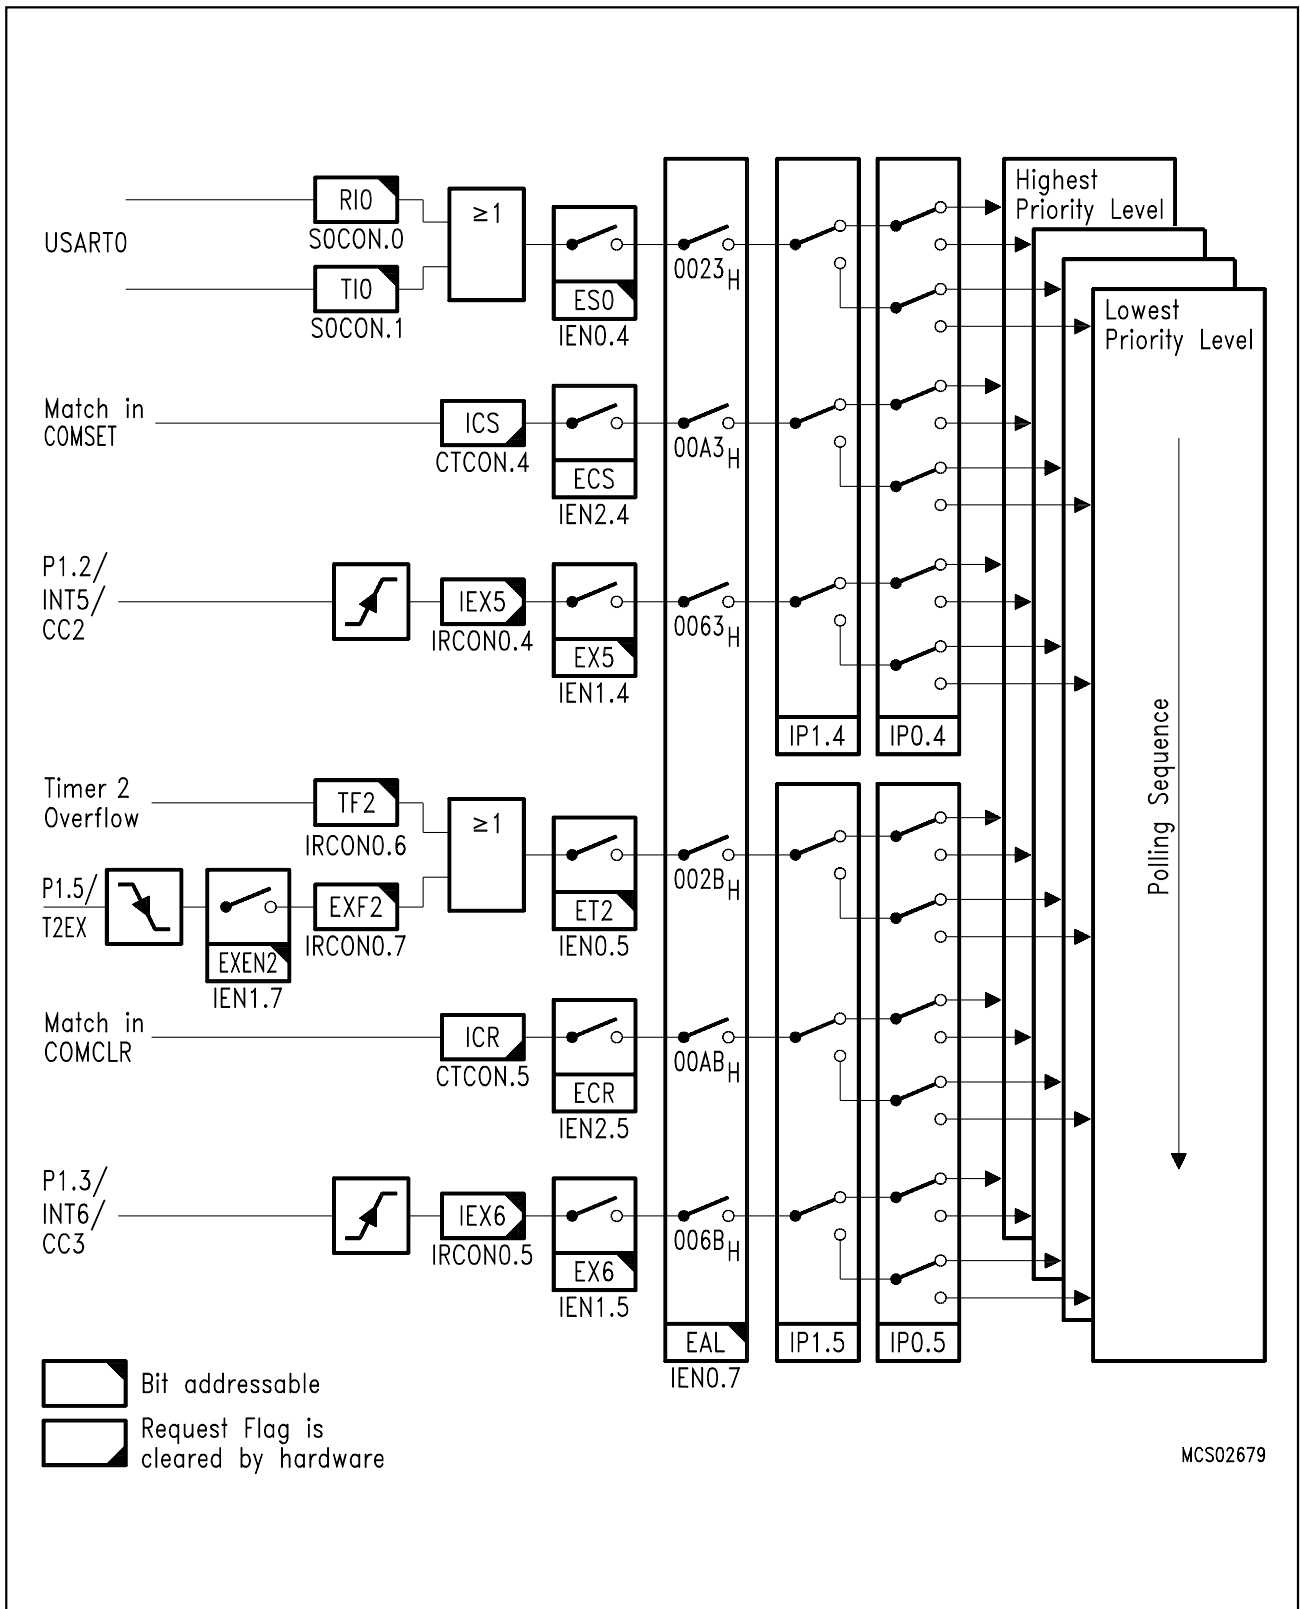 Highest
Priority Level
RI0
≥1
S0CON.0
USART0
0023H
TI0
ES0
S0CON.1
IEN0.4
Lowest
Priority Level
Match in
COMSET
ICS
CTCON.4
00A3H
ECS
IEN2.4
P1.2/
INT5/
CC2
IEX5
IRCON0.4
0063H
EX5
IEN1.4
IP1.4
IP0.4
Polling Sequence
Timer 2
Overflow
TF2
≥1
IRCON0.6
002BH
P1.5/
T2EX
EXF2
ET2
IRCON0.7
IEN0.5
EXEN2
IEN1.7
Match in
COMCLR
ICR
CTCON.5
00ABH
ECR
IEN2.5
P1.3/
INT6/
CC3
IEX6
IRCON0.5
006BH
EX6
IEN1.5
EAL
IP1.5
IP0.5
IEN0.7
Bit addressable
Request Flag is
cleared by hardware
MCS02679